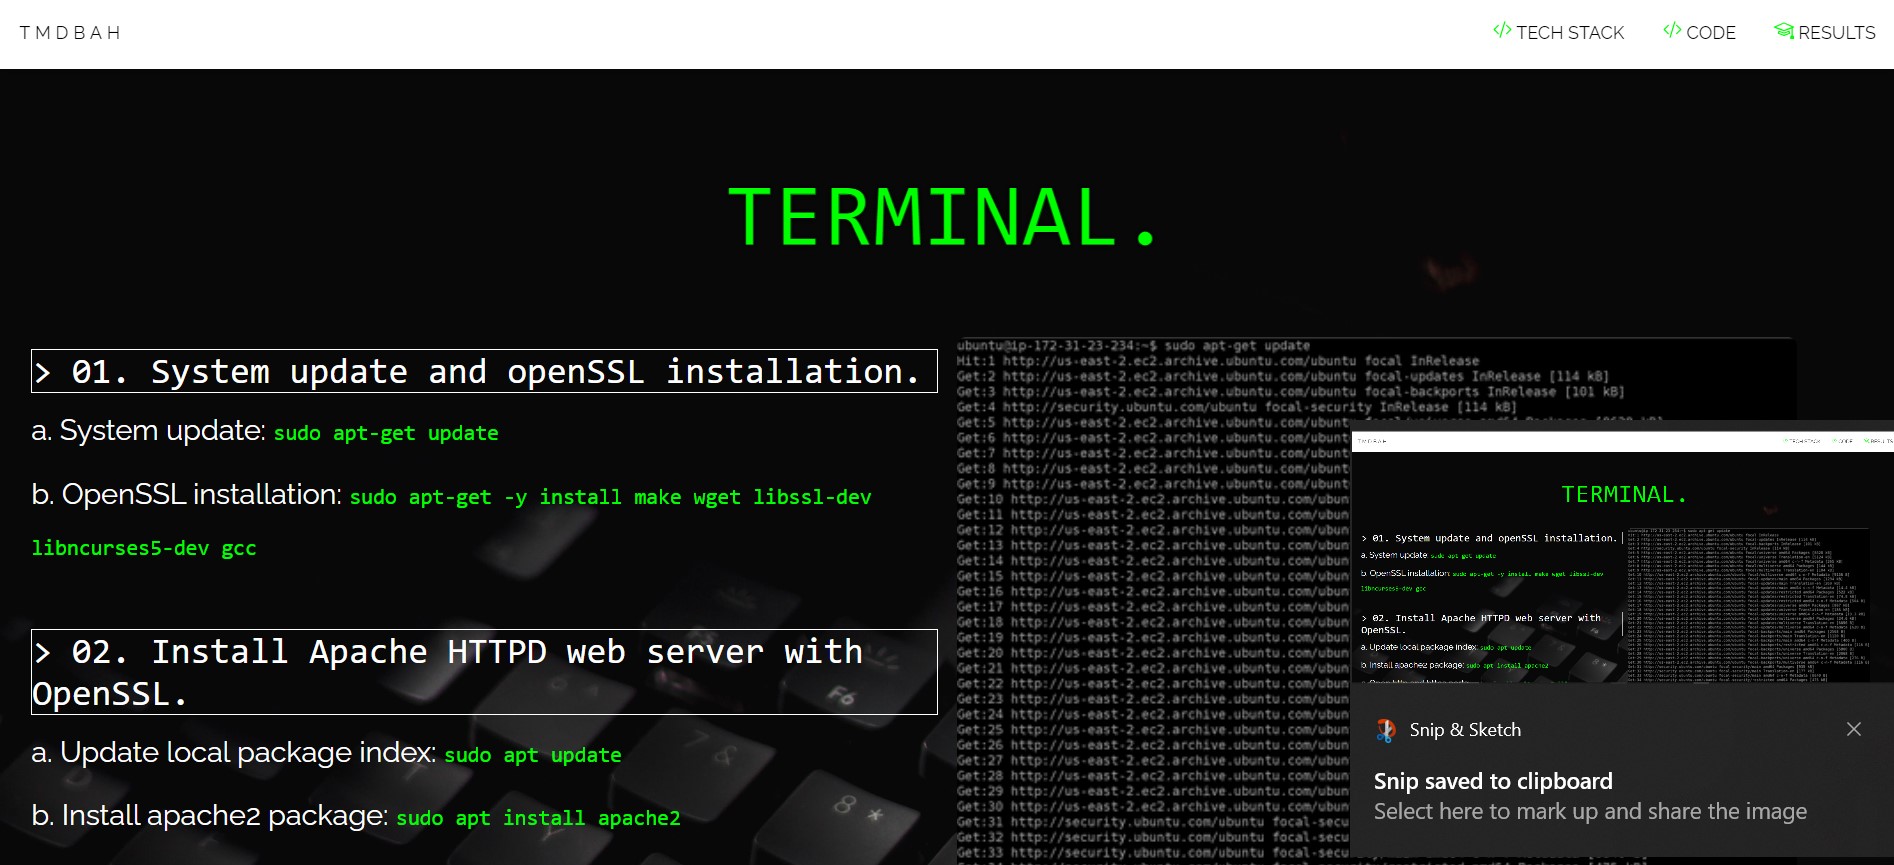 TMDBAH
TECH STACK
CODE
RESULTS
TERMINAL.
> 01. System update and openSSL installation.
a. System update: sudo apt-get update
b. OpenSSL installation: sudo apt-get -y install make wget libssl-dev
libncurses5-dev gcc
> 02. Install Apache HTTPD web server with
OpenSSL.
a. Update local package index: sudo apt update
b. Install apache2 package: sudo apt install apache2
ubuntu@ip-172-31-23-234:~$ sudo apt-get update
Hit:1 http://us-east-2.ec2.archive.ubuntu.com/ubuntu focal InRelease
Get:2 http://us-east-2.ec2.archive.ubuntu.com/ubuntu focal-updates InRelease [114 kB]
Get:3 http://us-east-2.ec2.archive.ubuntu.com/ubuntu focal-backports InRelease [101 kB]
Get:4 http://security.ubuntu.com/ubuntu focal-security InRelease [114 kB]
Get:5 http://us-east-2.ec2.archive.ubuntu.com/ubuntu
Get:6 http://us-east-2.ec2.archive.ubuntu.com/ubun
Get:7 http://us-east-2.ec2.archive.ubuntu.com/ubun
Get:8 http://us-east-2.ec2.archive.ubuntu.com/ubun
Get:9 http://us-east-2.ec2.archive.ubuntu.com/ubun
Get:10 http://us-east-2.ec2.archive.ubuntu.com/ubun
Get:11 http://us-east-2.ec2.archive.ubuntu.com/ubun
Get:12 http://us-east-2.ec2.archive.ubuntu.com/ubun
Get:13 http://us-east-2.ec2.archive.ubuntu.com/ubun
Get:14 http://us-east-2.ec2.archive.ubuntu.com/ubun
Get:15 http://us-east-2.ec2.archive.ubuntu.com/ubun
Get:16 http://us-east-2.ec2.archive.ubuntu.com/ubun
Get:17 http://us-east-2.ec2.archive.ubuntu.com/ubun
Get:18 http://us-east-2.ec2.archive.ubuntu.com/ubun
Get:19 http://us-east-2.ec2.archive.ubuntu.com/ubun
Get:20 http://us-east-2.ec2.archive.ubuntu.com/ubun
Get:21 http://us-east-2.ec2.archive.ubuntu.com/ubun
Get:22 http://us-east-2.ec2.archive.ubuntu.com/ubun
Get:23 http://us-east-2.ec2.archive.ubuntu.com/ubun
Get:24 http://us-east-2.ec2.archive.ubuntu.com/ubun
Get:25 http://us-east-2.ec2.archive.ubuntu.com/ubun
Get:26 http://us-east-2.ec2.archive.ubuntu.com/ubun
Get:27 http://us-east-2.ec2.archive.ubuntu.com/ubun
Get:28 http://us-east-2.ec2.archive.ubuntu.com/ubun
Get:29 http://us-east-2.ec2.archive.ubuntu.com/ubun
Get:30 http://us-east-2.ec2.archive.ubuntu.com/ubun
Get:31 http://security.ubuntu.com/ubuntu focal-secu
Get:32 http://security.ubuntu.com/ubuntu focal-secu
Get:33 http://security.ubuntu.com/ubuntu focal-sec
F6
7 &
8 *
TMDBAH
TECH STACK
CODE
RESULTS
TERMINAL.
> 01. System update and openSSL installation.
a. System update: sudo apt-get update
b. OpenSSL installation: sudo apt-get -y install make wget libssl-dev
libncurses5-dev gcc
> 02. Install Apache HTTPD web server with
OpenSSL.
a. Update local package index: sudo apt update
b. Install apache2 package: sudo apt install apache2
Snip & Sketch
Snip saved to clipboard
Select here to mark up and share the image